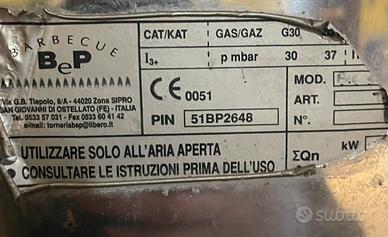 BARBECUE
BeP
Via G.B. Tiepolo, 8/A - 44020 Zona SIPRO
SAN GIOVANNI DI OSTELLATO (FE) - ITALIA
Tel. 0533 57 031 - Fax 0533 60 41 42
e-mail: torneriabep@libero.it
CAT/KAT GAS/GAZ G30
I3+ p mbar 30 37
CE 0051
PIN 51BP2648
MOD.
ART.
N°.
• UTILIZZARE SOLO ALL'ARIA APERTA
• CONSULTARE LE ISTRUZIONI PRIMA DELL'USO
ΣQn kW
subito